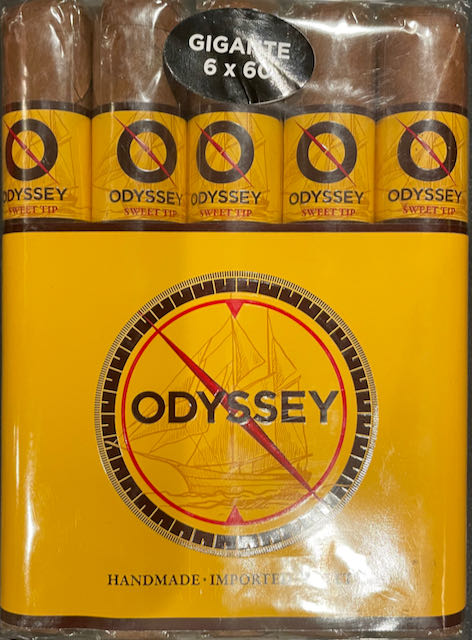 GIGANTE
6 x 60
ODYSSEY ODYSSEY ODYSSEY ODYSSEY ODYSSEY
SWEET TIP SWEET TIP SWEET TIP SWEET TIP SWEET TIP
ODYSSEY
HANDMADE · IMPORTED